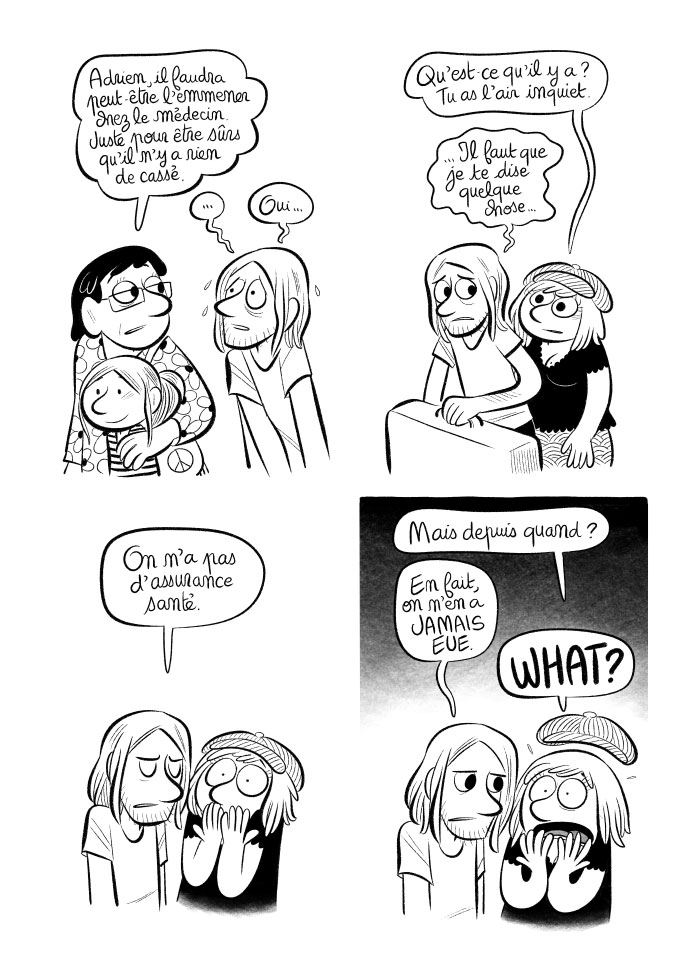 Adrien, il faudra
peut-être l'emmener
chez le médecin.
Juste pour être sûrs
qu'il n'y a rien
de cassé.
...
Oui...
Qu'est-ce qu'il y a ?
Tu as l'air inquiet.
... Il faut que
je te dise
quelque
chose...
On n'a pas
d'assurance
santé.
Mais depuis quand ?
En fait,
on n'en a
JAMAIS
EUE.
WHAT?